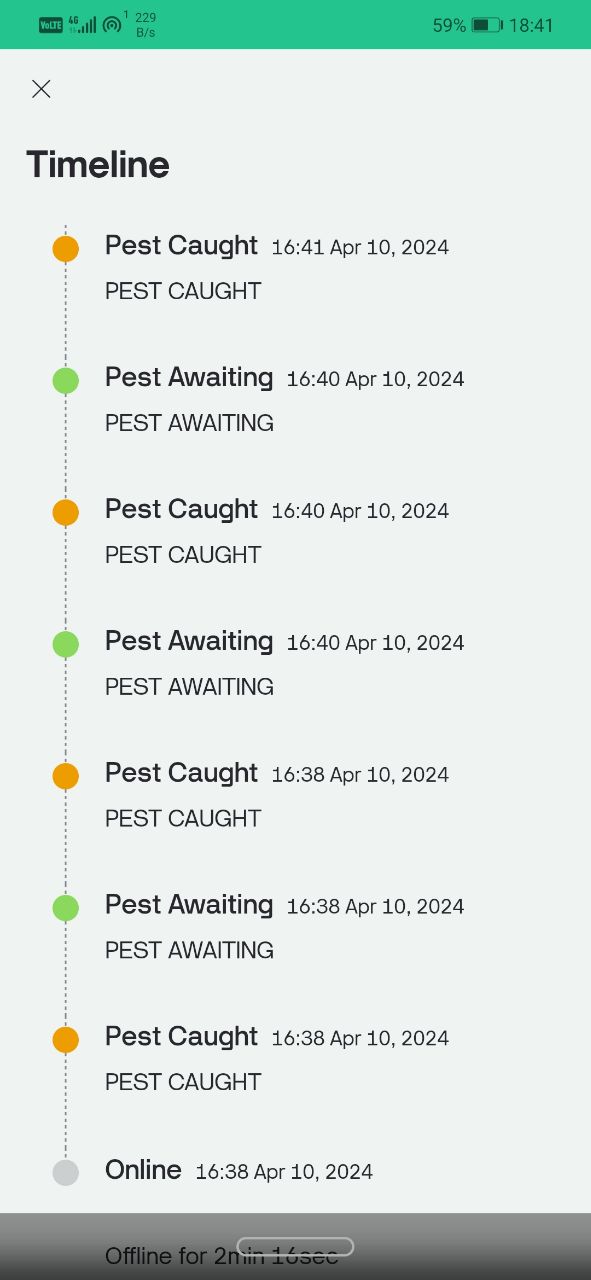 VoLTE 4G 1 229 B/s 59% 18:41
Timeline
Pest Caught 16:41 Apr 10, 2024
PEST CAUGHT
Pest Awaiting 16:40 Apr 10, 2024
PEST AWAITING
Pest Caught 16:40 Apr 10, 2024
PEST CAUGHT
Pest Awaiting 16:40 Apr 10, 2024
PEST AWAITING
Pest Caught 16:38 Apr 10, 2024
PEST CAUGHT
Pest Awaiting 16:38 Apr 10, 2024
PEST AWAITING
Pest Caught 16:38 Apr 10, 2024
PEST CAUGHT
Online 16:38 Apr 10, 2024
Offline for 2min 16sec